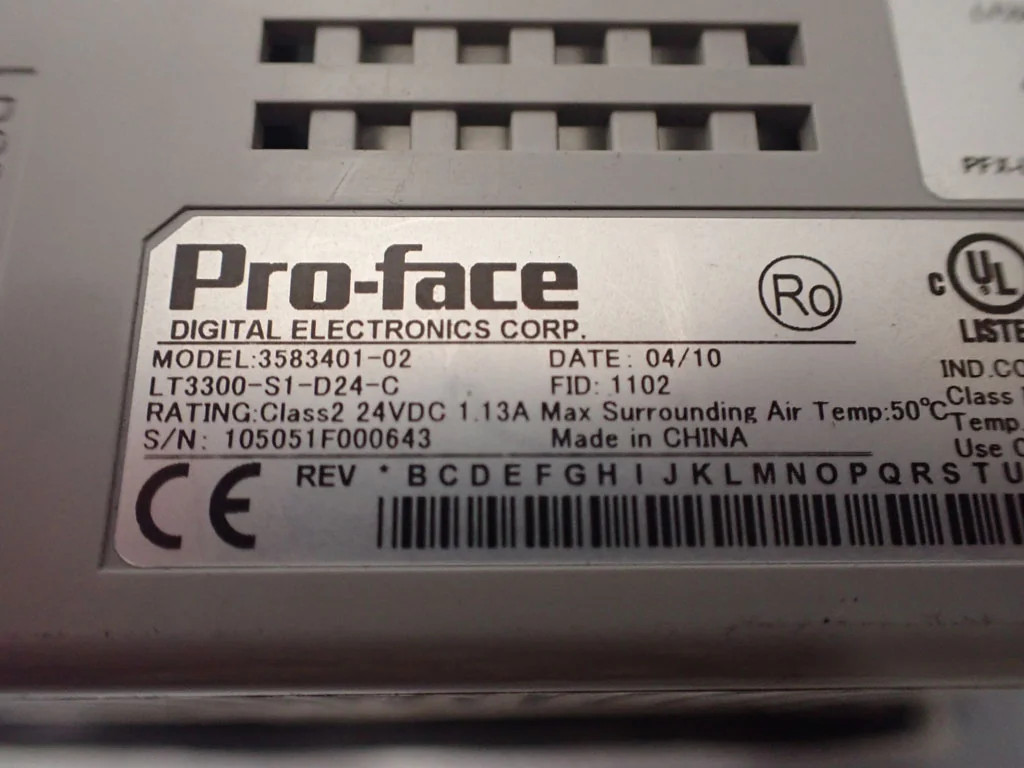 Pro-face
DIGITAL ELECTRONICS CORP.
Ro
C UL
LISTE
MODEL:3583401-02 DATE: 04/10
LT3300-S1-D24-C FID: 1102
IND.CO
RATING:Class2 24VDC 1.13A Max Surrounding Air Temp:50℃
Class
S/N: 105051F000643 Made in CHINA
Temp.
Use
CE
REV * B C D E F G H I J K L M N O P Q R S T U
PFX-